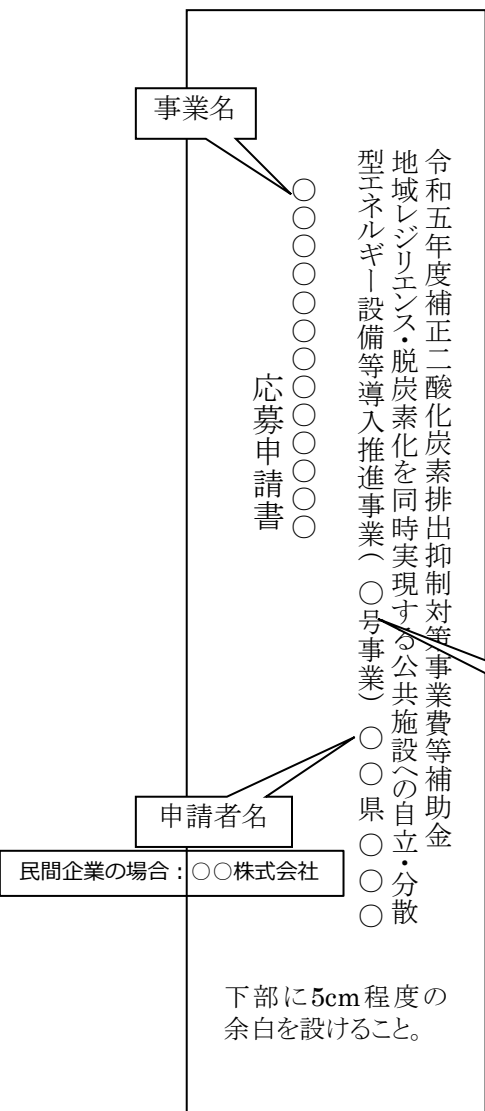 令和五年度補正二酸化炭素排出抑制対策事業費等補助金
地域レジリエンス・脱炭素化を同時実現する公共施設への自立・分散
型エネルギー設備等導入推進事業（○号事業）
○○県○○○
事業名
○○○○○○○○○○○○○
応募申請書
申請者名
民間企業の場合：○○株式会社
下部に5cm程度の
余白を設けること。